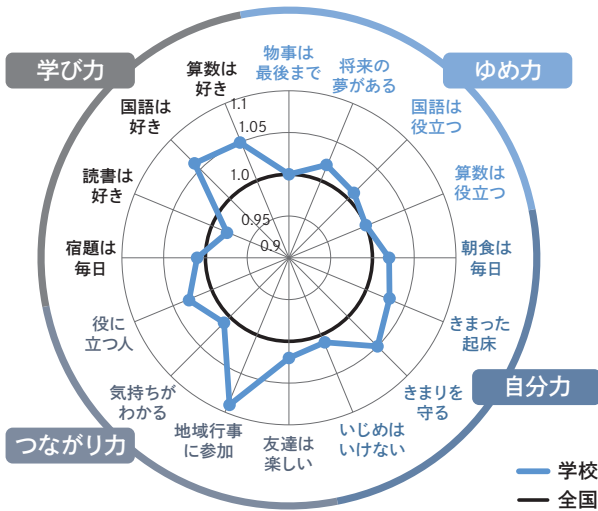 学び力
ゆめ力
自分力
つながり力
物事は
最後まで
将来の
夢がある
国語は
役立つ
算数は
役立つ
朝食は
毎日
きまった
起床
きまりを
守る
いじめは
いけない
友達は
楽しい
地域行事
に参加
気持ちが
わかる
役に
立つ人
宿題は
毎日
読書は
好き
国語は
好き
算数は
好き
1.1
1.05
1.0
0.95
0.9
学校
全国